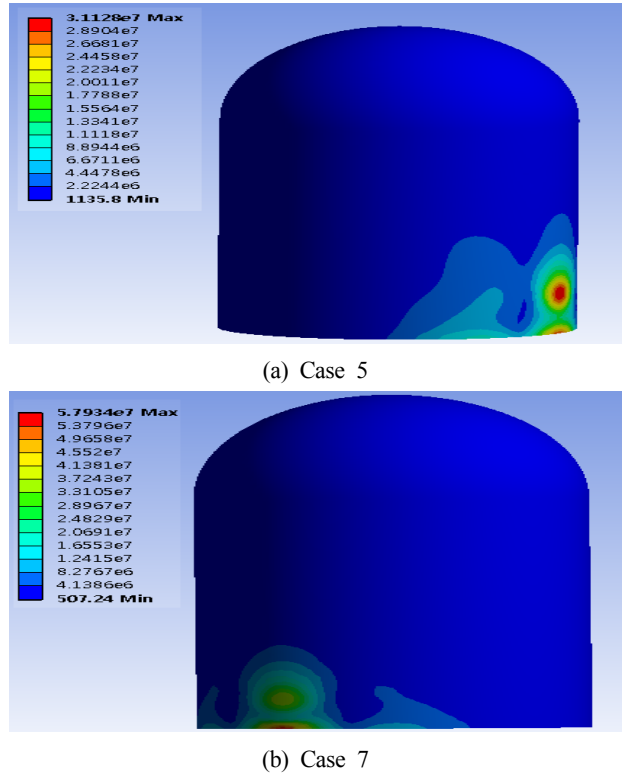 3.1128e7 Max
2.8904e7
2.6681e7
2.4458e7
2.2234e7
2.0011e7
1.7788e7
1.5564e7
1.3341e7
1.1118e7
8.8944e6
6.6711e6
4.4478e6
2.2244e6
1135.8 Min
(a) Case 5
5.7934e7 Max
5.3796e7
4.9658e7
4.552e7
4.1381e7
3.7243e7
3.3105e7
2.8967e7
2.4829e7
2.0691e7
1.6553e7
1.2415e7
8.2767e6
4.1386e6
507.24 Min
(b) Case 7